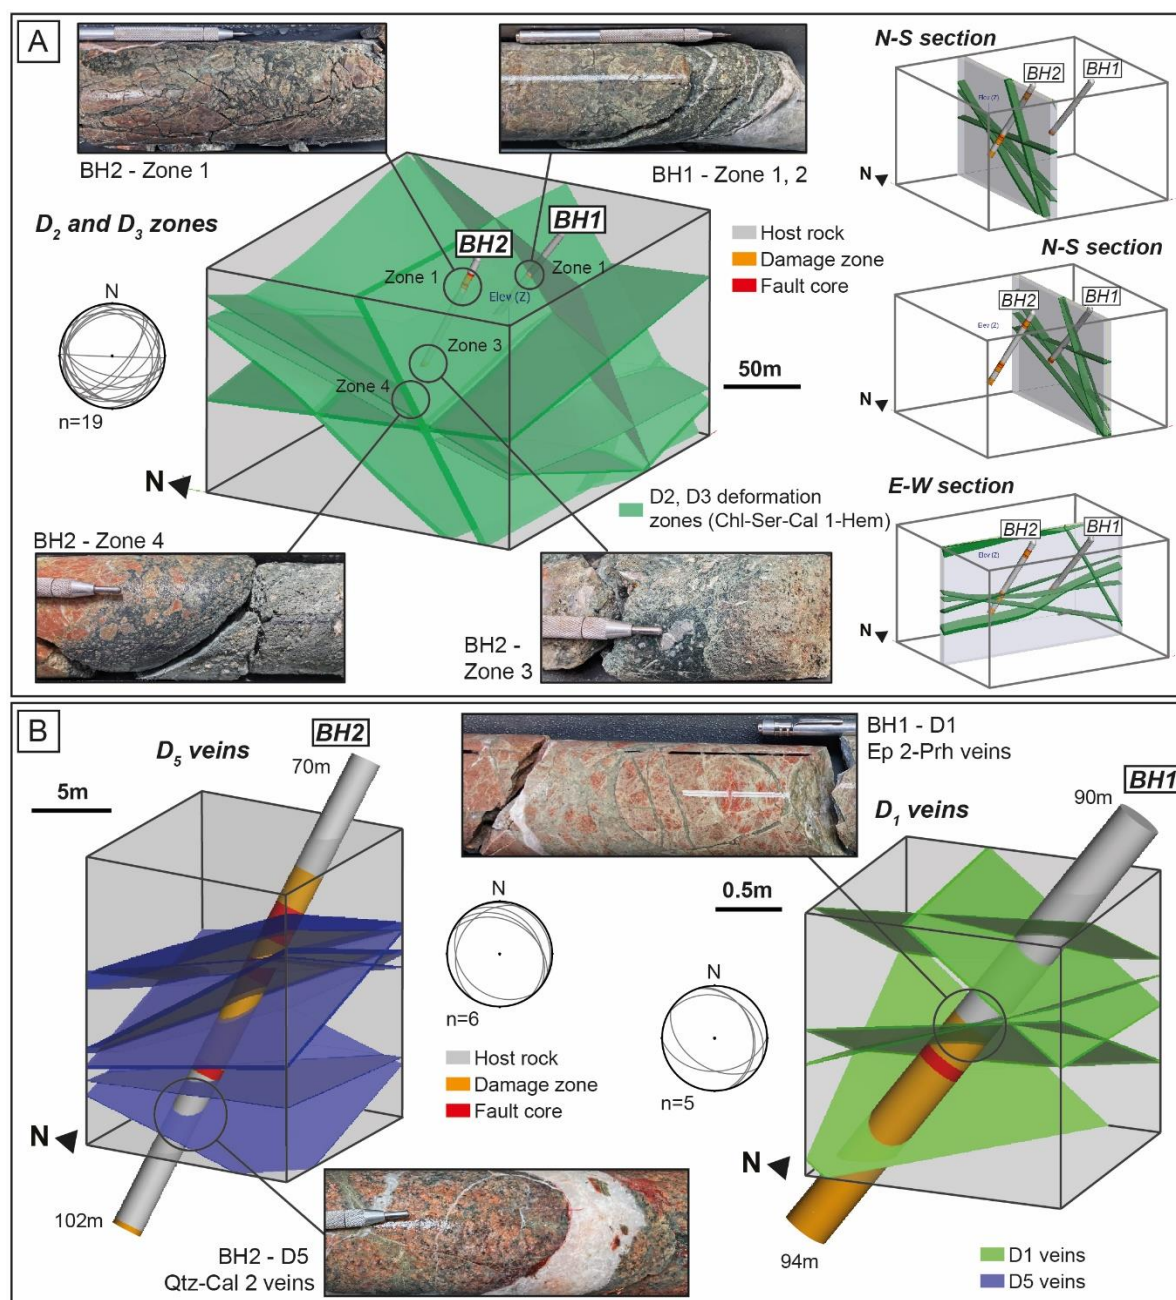 A
BH2 - Zone 1
BH1 - Zone 1, 2
D2 and D3 zones
N
n=19
BH2
BH1
Zone 1
Zone 1
Elev (Z)
Zone 3
Zone 4
Host rock
Damage zone
Fault core
50m
N
D2, D3 deformation
zones (Chl-Ser-Cal 1-Hem)
BH2 - Zone 4
BH2 -
Zone 3
N-S section
BH2
BH1
Elev (Z)
N
N-S section
BH2
BH1
Elev (Z)
N
E-W section
BH2
BH1
Elev (Z)
N
B
D5 veins
BH2
70m
5m
N
102m
BH2 - D5
Qtz-Cal 2 veins
N
n=6
Host rock
Damage zone
Fault core
BH1 - D1
Ep 2-Prh veins
D1 veins
BH1
90m
0.5m
N
n=5
N
94m
D1 veins
D5 veins